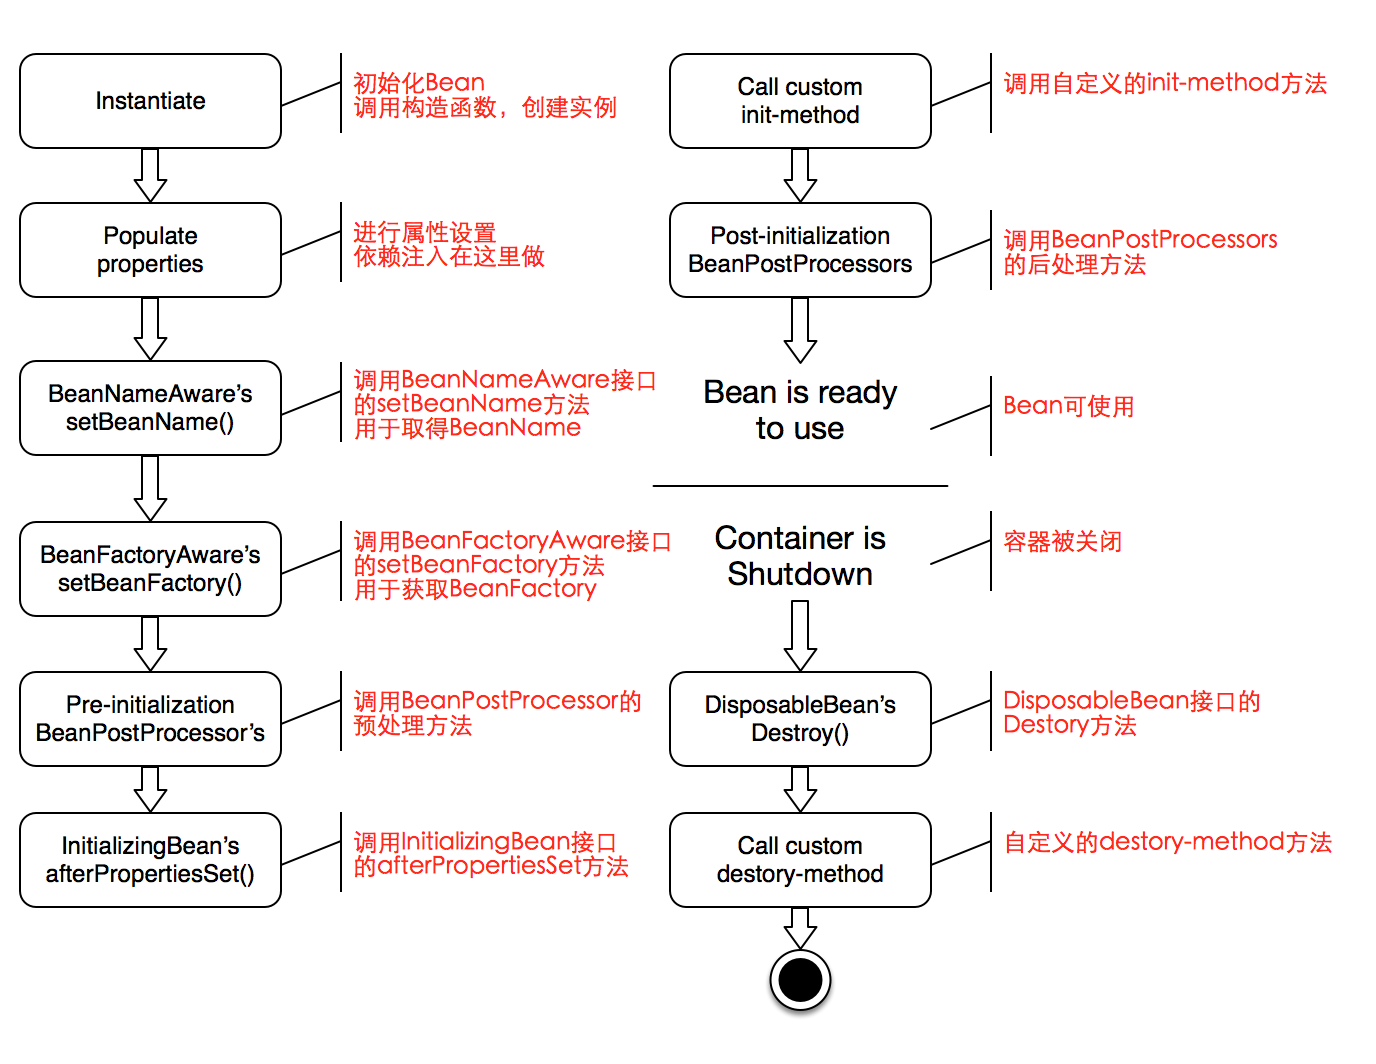 Instantiate
初始化Bean
调用构造函数，创建实例
Populate
properties
进行属性设置
依赖注入在这里做
BeanNameAware’s
setBeanName()
调用BeanNameAware接口
的setBeanName方法
用于取得BeanName
BeanFactoryAware’s
setBeanFactory()
调用BeanFactoryAware接口
的setBeanFactory方法
用于获取BeanFactory
Pre-initialization
BeanPostProcessor’s
调用BeanPostProcessor的
预处理方法
InitializingBean’s
afterPropertiesSet()
调用InitializingBean接口
的afterPropertiesSet方法
Call custom
init-method
调用自定义的init-method方法
Post-initialization
BeanPostProcessors
调用BeanPostProcessors
的后处理方法
Bean is ready
to use
Bean可使用
Container is
Shutdown
容器被关闭
DisposableBean’s
Destroy()
DisposableBean接口的
Destory方法
Call custom
destory-method
自定义的destory-method方法